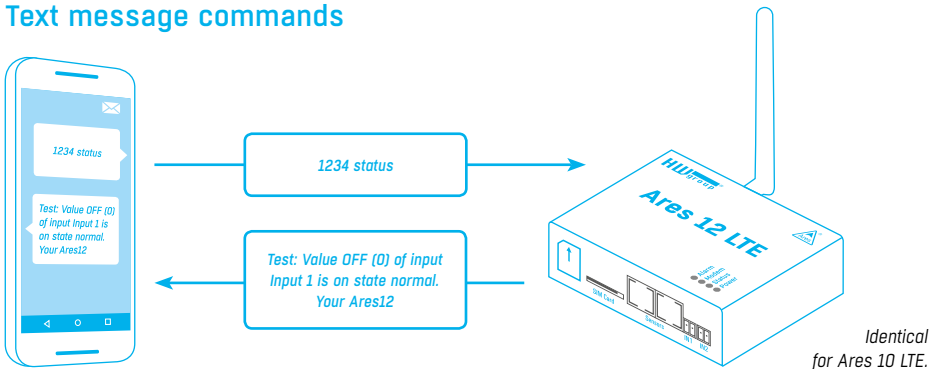 Text message commands
1234 status
Test: Value OFF (0)
of input Input 1 is
on state normal.
Your Ares12
1234 status
Test: Value OFF (0) of input
Input 1 is on state normal.
Your Ares12
HW
group
Ares 12 LTE
Ares
Alarm
Modem
Status
Power
SIM Card
Sensors
IN1 IN2
Identical
for Ares 10 LTE.